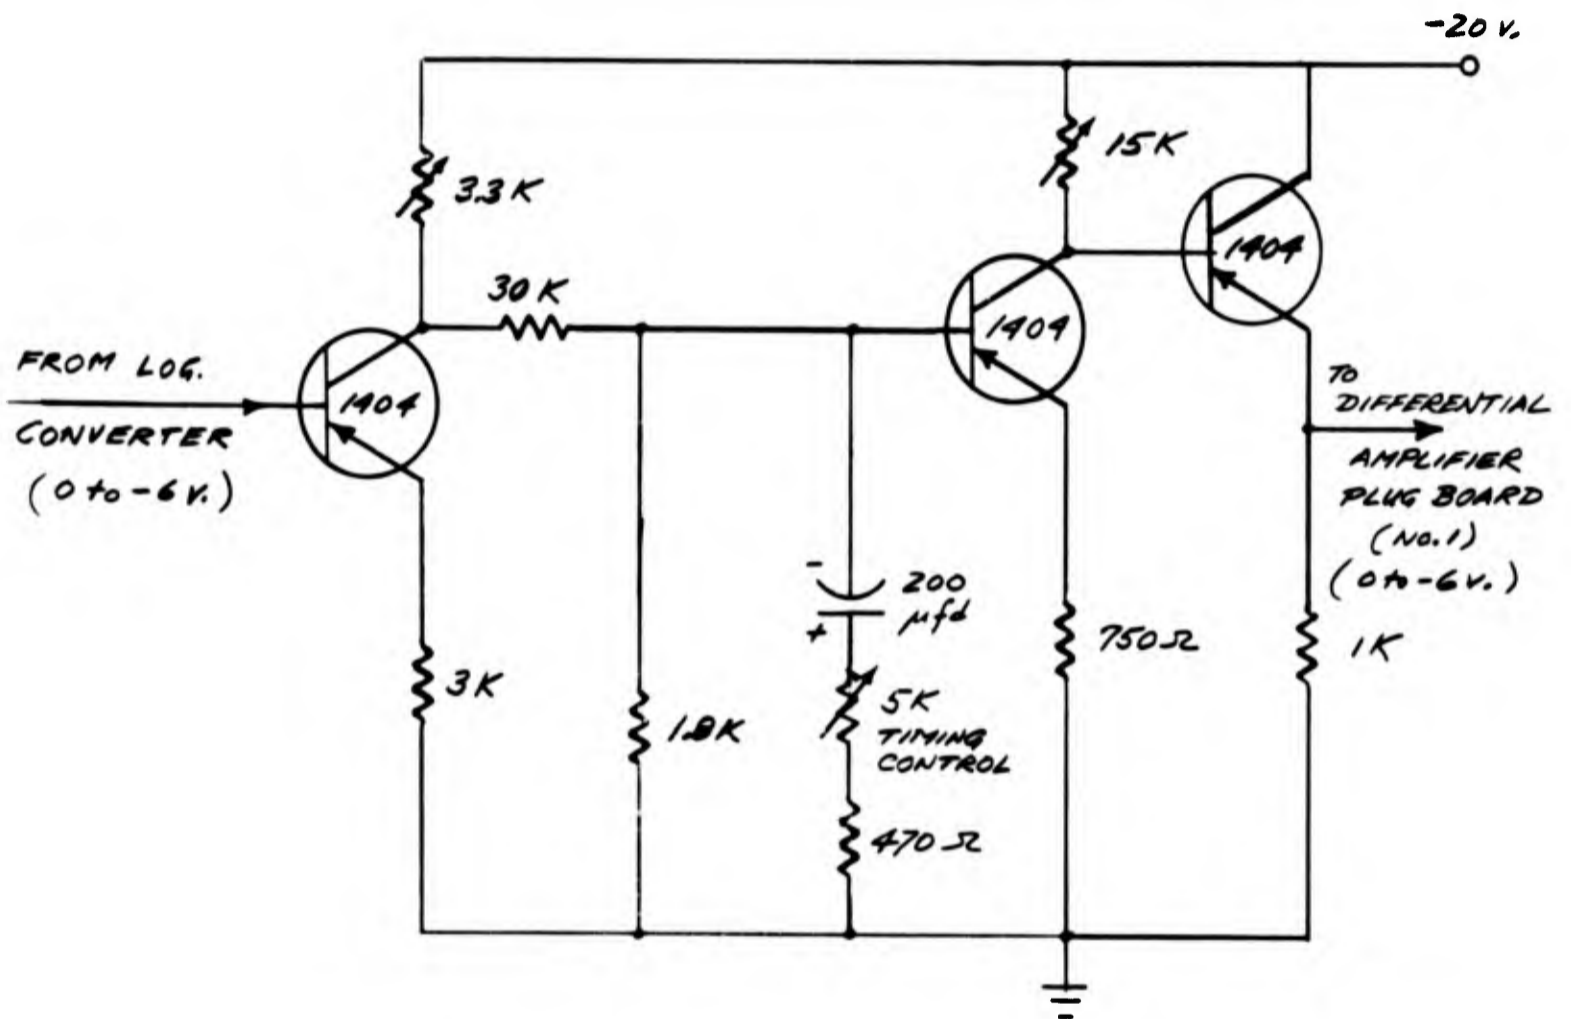 -20 v.
15K
3.3K
1404
30K
1404
FROM LOG.
1404
CONVERTER
(0 to -6 v.)
TO
DIFFERENTIAL
AMPLIFIER
PLUG BOARD
(NO. 1)
(0 to -6 v.)
-
200
μfd
+
750Ω
1K
3K
5K
TIMING
CONTROL
470Ω